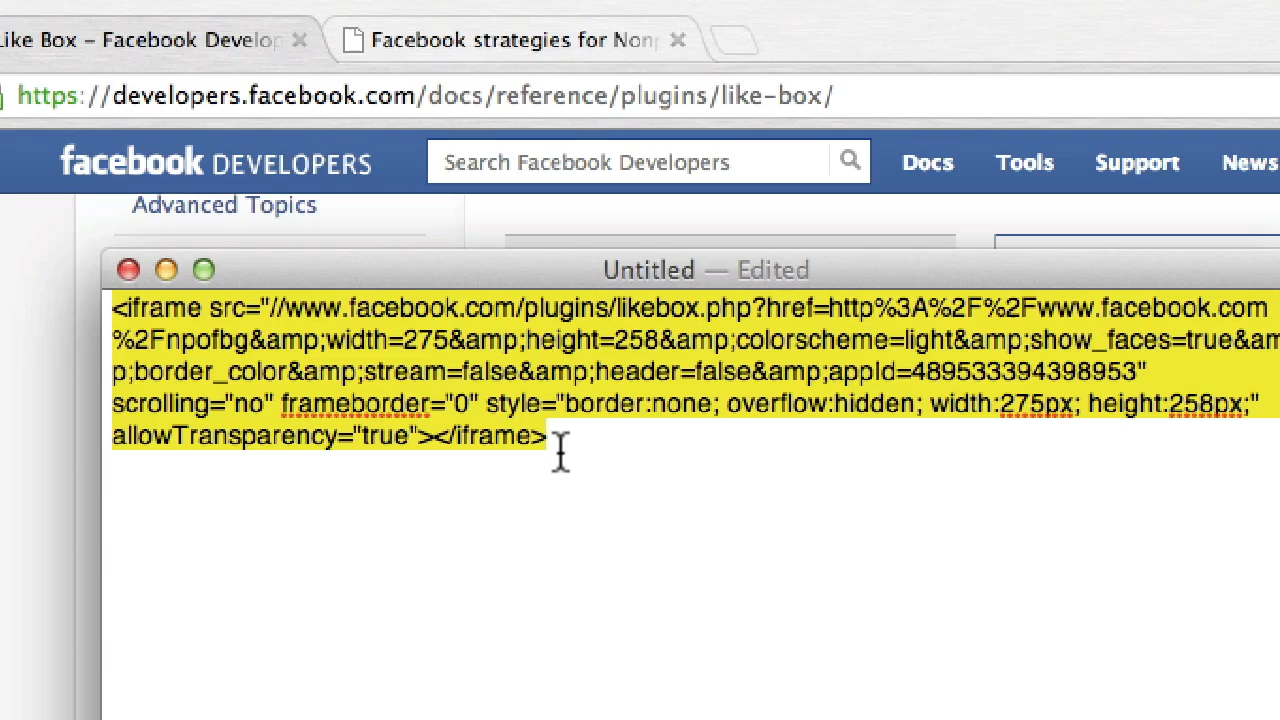 Like Box – Facebook Develop
Facebook strategies for Non
https://developers.facebook.com/docs/reference/plugins/like-box/
facebook DEVELOPERS
Search Facebook Developers
Docs
Tools
Support
News
Advanced Topics
Untitled — Edited
<iframe src="//www.facebook.com/plugins/likebox.php?href=http%3A%2F%2Fwww.facebook.com
%2Fnpofbg&amp;width=275&amp;height=258&amp;colorscheme=light&amp;show_faces=true&am
p;border_color&amp;stream=false&amp;header=false&amp;appId=489533394398953"
scrolling="no" frameborder="0" style="border:none; overflow:hidden; width:275px; height:258px;"
allowTransparency="true"></iframe>